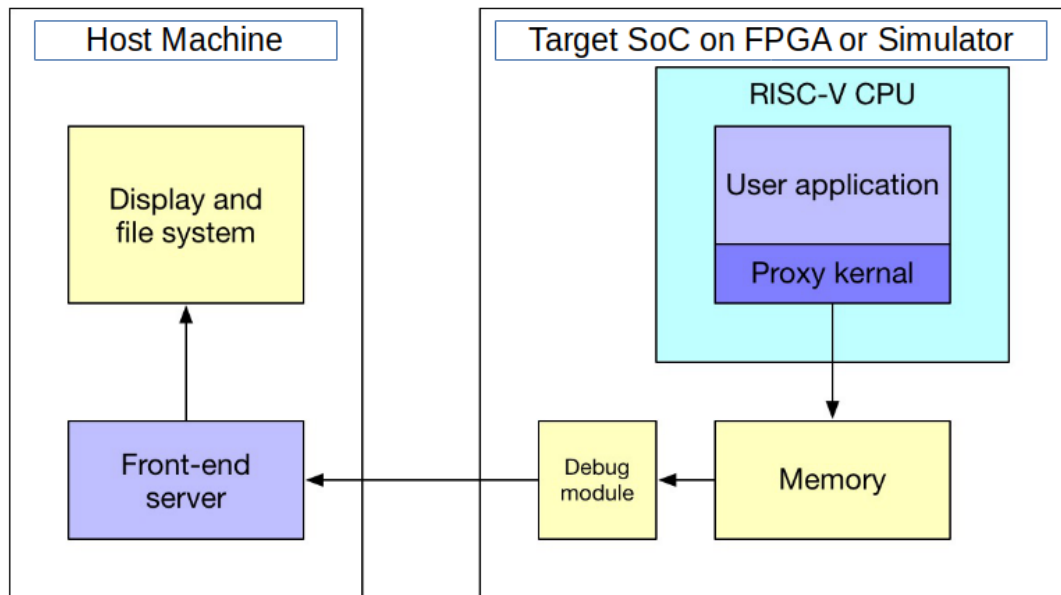 Host Machine
Target SoC on FPGA or Simulator
RISC-V CPU
Display and
file system
User application
Proxy kernal
Front-end
server
Debug
module
Memory